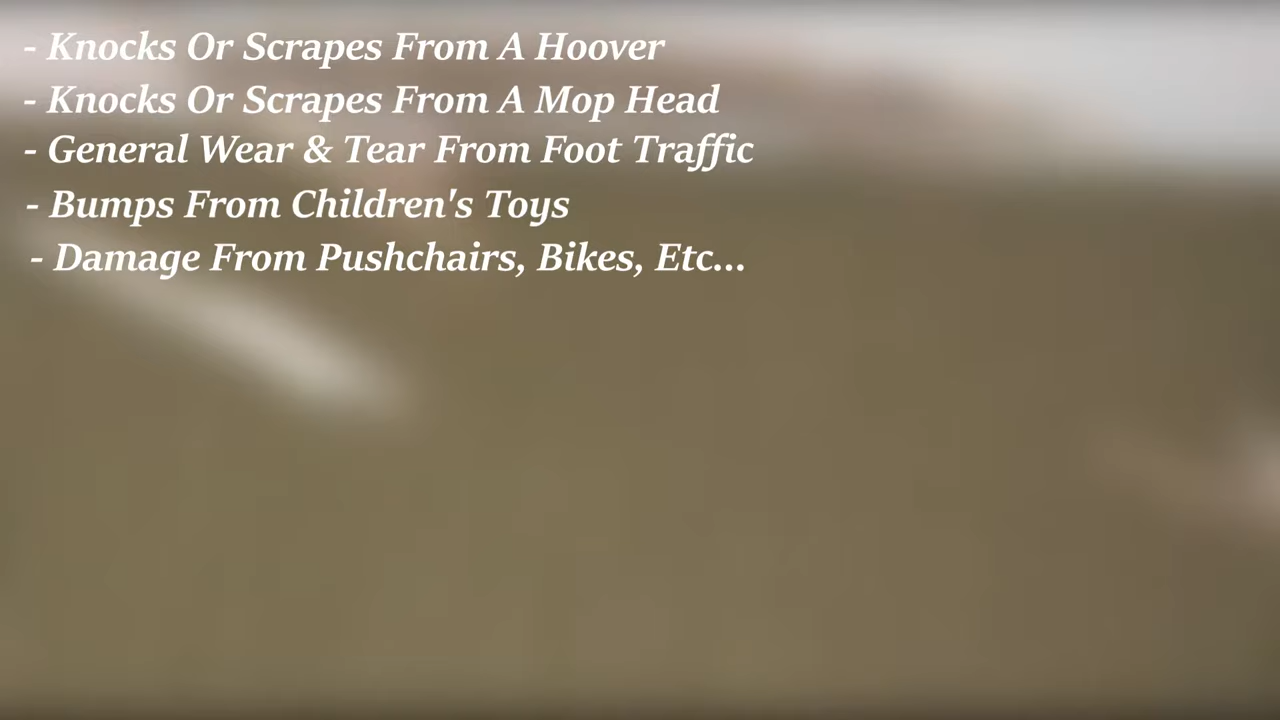 - Knocks Or Scrapes From A Hoover
- Knocks Or Scrapes From A Mop Head
- General Wear & Tear From Foot Traffic
- Bumps From Children's Toys
- Damage From Pushchairs, Bikes, Etc...